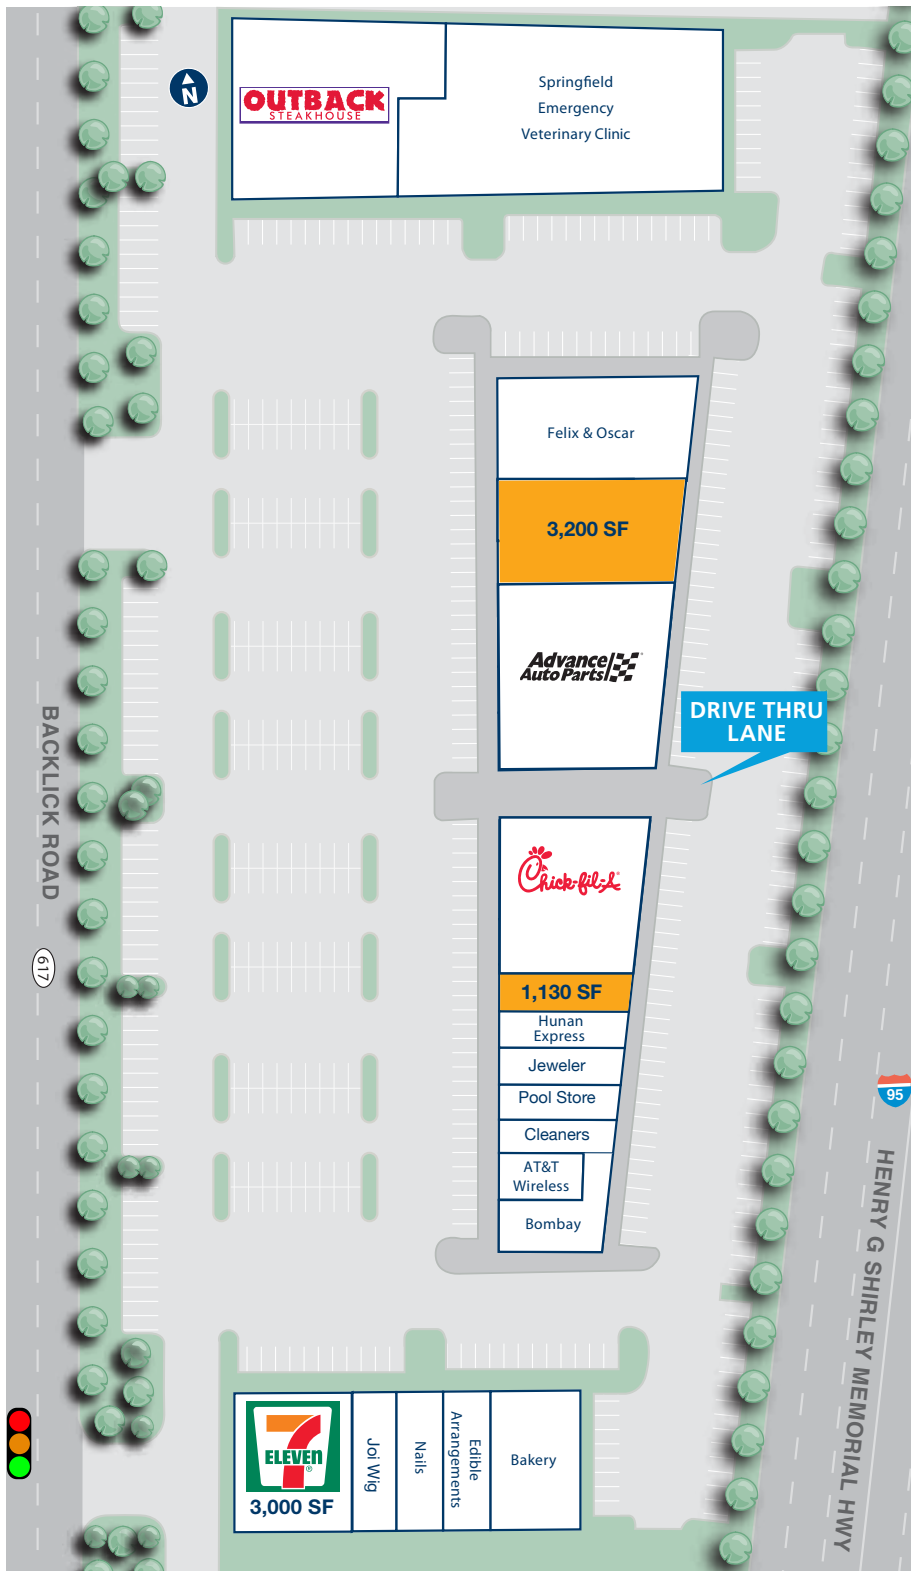 N
OUTBACK
STEAKHOUSE
Springfield
Emergency
Veterinary Clinic
Felix & Oscar
3,200 SF
Advance
Auto Parts
DRIVE THRU
LANE
BACKLICK ROAD
617
Chick-fil-A
1,130 SF
Hunan
Express
Jeweler
Pool Store
Cleaners
AT&T
Wireless
Bombay
95
HENRY G SHIRLEY MEMORIAL HWY
7
ELEVEN
®
3,000 SF
Joi Wig
Nails
Edible
Arrangements
Bakery